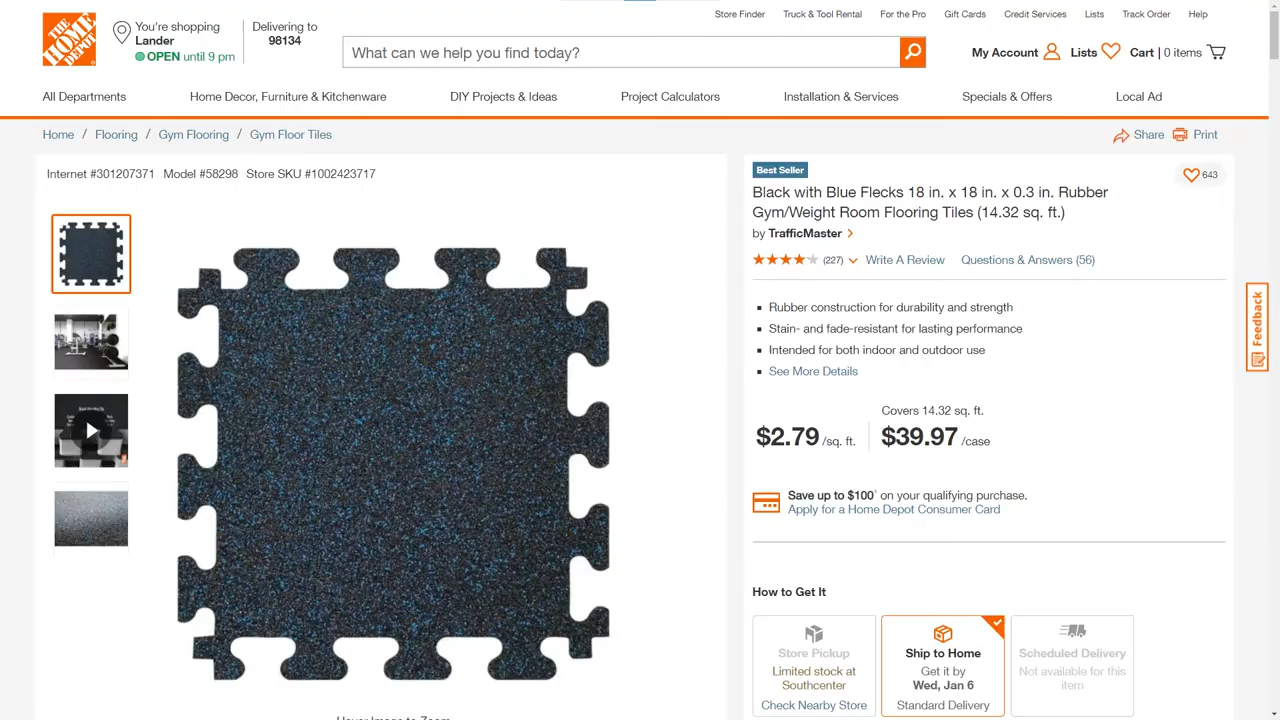 Store Finder
Truck & Tool Rental
For the Pro
Gift Cards
Credit Services
Lists
Track Order
Help
THE HOME DEPOT
You're shopping
Lander
OPEN until 9 pm
Delivering to
98134
What can we help you find today?
My Account
Lists
Cart | 0 items
All Departments
Home Decor, Furniture & Kitchenware
DIY Projects & Ideas
Project Calculators
Installation & Services
Specials & Offers
Local Ad
Home / Flooring / Gym Flooring / Gym Floor Tiles
Share
Print
Internet #301207371 Model #58298 Store SKU #1002423717
Best Seller
643
Black with Blue Flecks 18 in. x 18 in. x 0.3 in. Rubber
Gym/Weight Room Flooring Tiles (14.32 sq. ft.)
by TrafficMaster
(227)
Write A Review
Questions & Answers (56)
Rubber construction for durability and strength
Stain- and fade-resistant for lasting performance
Intended for both indoor and outdoor use
See More Details
Covers 14.32 sq. ft.
$2.79 /sq. ft.
$39.97 /case
Save up to $100° on your qualifying purchase.
Apply for a Home Depot Consumer Card
How to Get It
Store Pickup
Limited stock at
Southcenter
Check Nearby Store
Ship to Home
Get it by
Wed, Jan 6
Standard Delivery
Scheduled Delivery
Not available for this
item
Feedback
Hover Image to Zoom